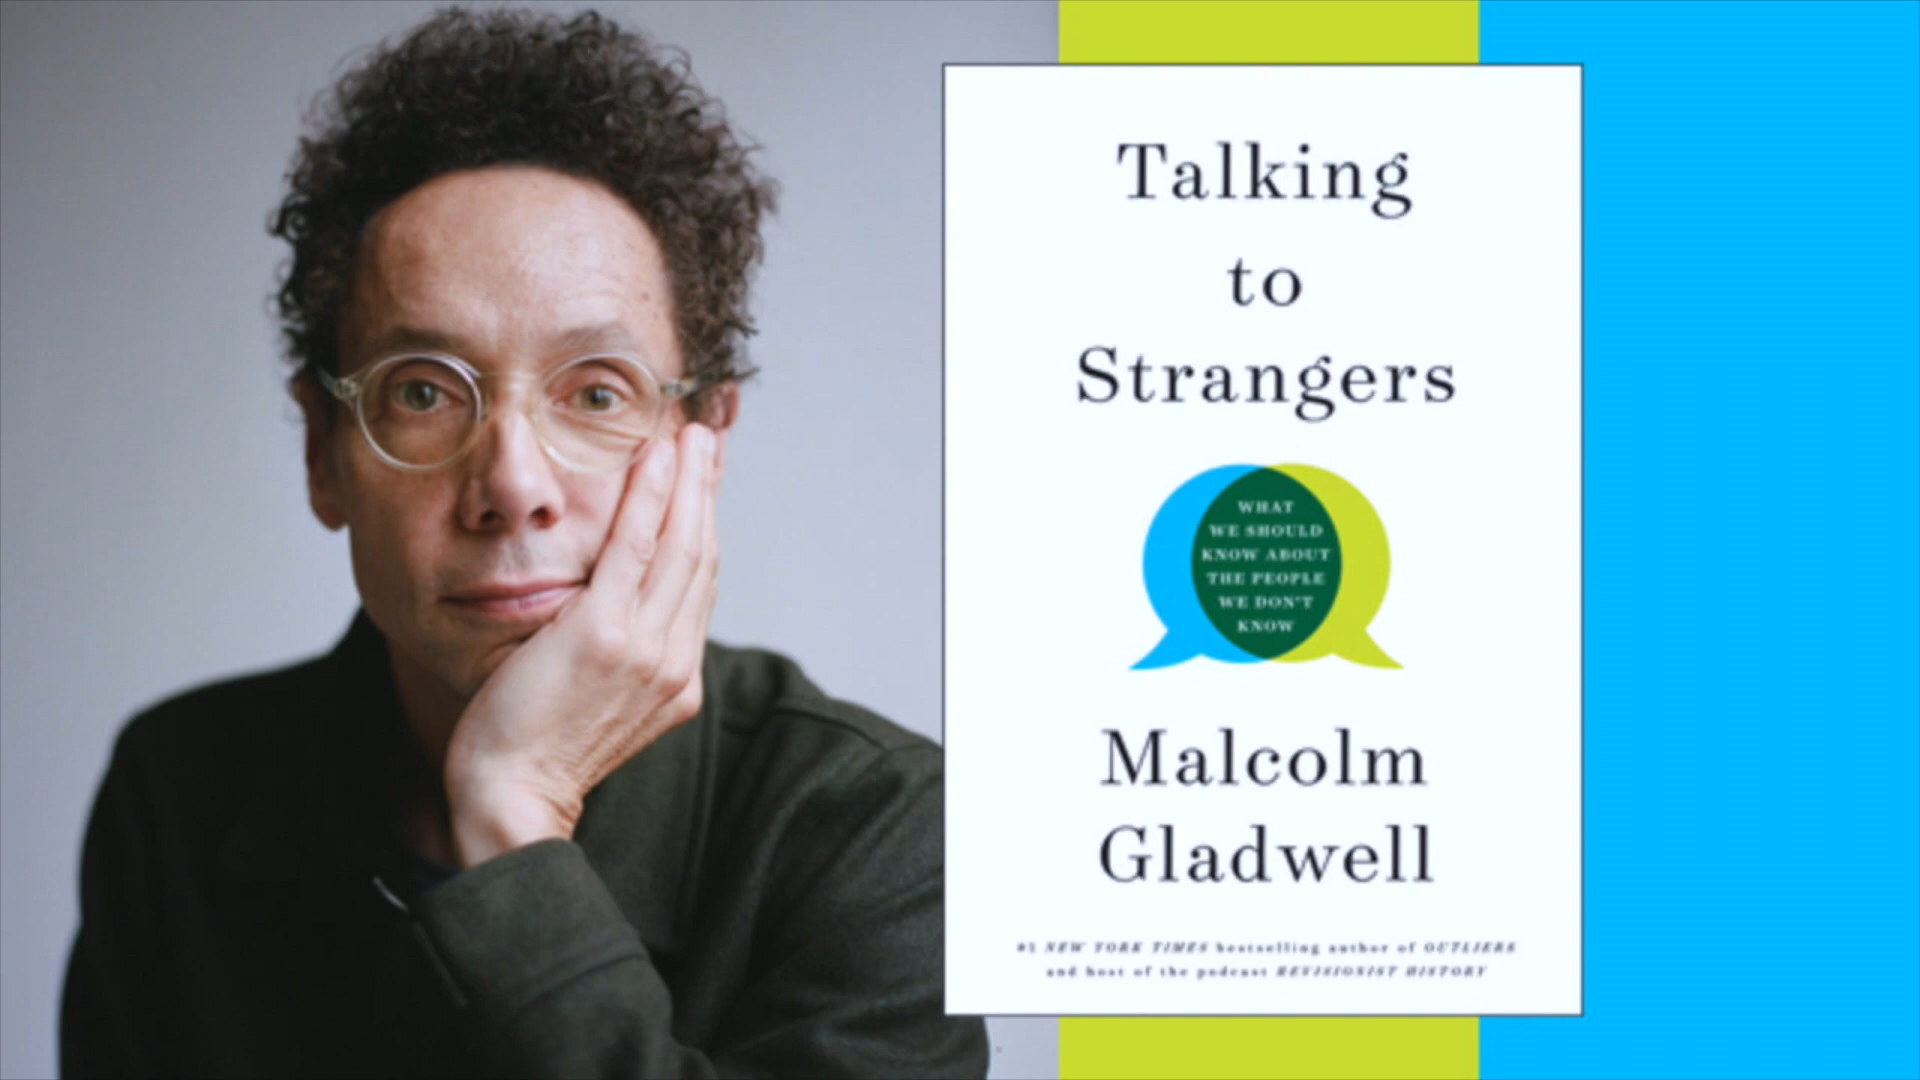 Talking
to
Strangers
WHAT
WE SHOULD
KNOW ABOUT
THE PEOPLE
WE DON'T
KNOW
Malcolm
Gladwell
#1 NEW YORK TIMES bestselling author of OUTLIERS
and host of the podcast REVISIONIST HISTORY